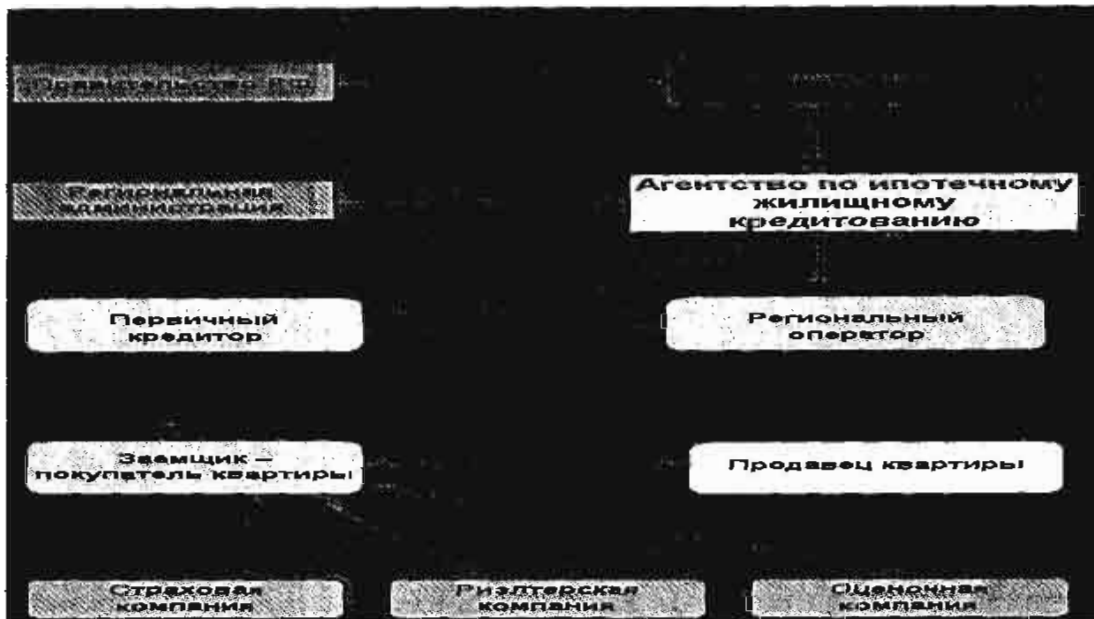 Правительство РФ
Региональная
администрация
Агентство по ипотечному
жилищному
кредитованию
Первичный
кредитор
Региональный
оператор
Заемщик –
покупатель квартиры
Продавец квартиры
Страховая
компания
Риэлтерская
компания
Оценочная
компания